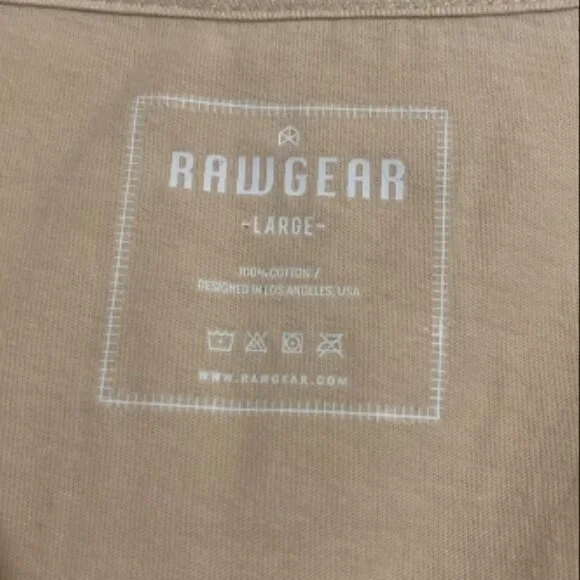 RAWGEAR
-LARGE-
100% COTTON /
DESIGNED IN LOS ANGELES, USA
WWW.RAWGEAR.COM